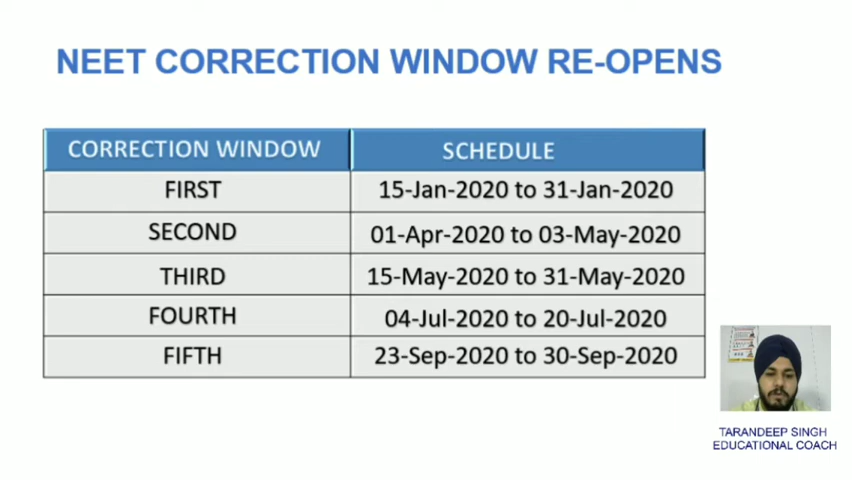 NEET CORRECTION WINDOW RE-OPENS
CORRECTION WINDOW SCHEDULE
FIRST 15-Jan-2020 to 31-Jan-2020
SECOND 01-Apr-2020 to 03-May-2020
THIRD 15-May-2020 to 31-May-2020
FOURTH 04-Jul-2020 to 20-Jul-2020
FIFTH 23-Sep-2020 to 30-Sep-2020
TARANDEEP SINGH
EDUCATIONAL COACH